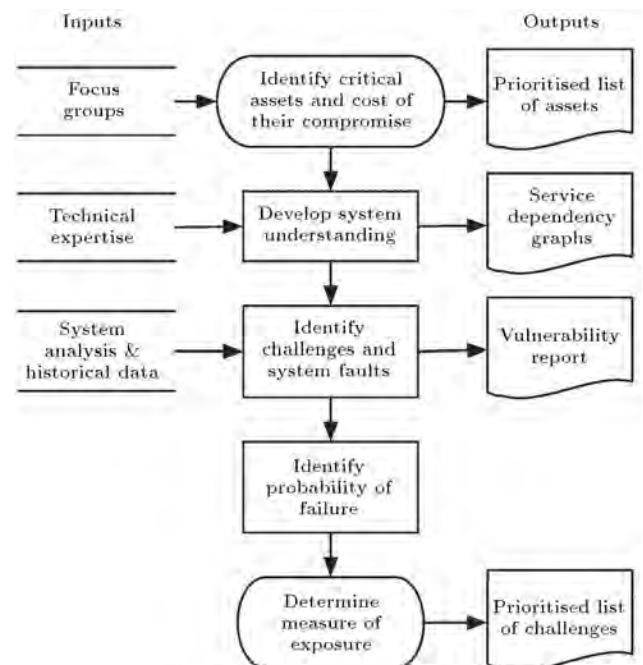 Inputs
Outputs
Focus
groups
Identify critical
assets and cost of
their compromise
Prioritised list
of assets
Technical
expertise
Develop system
understanding
Service
dependency
graphs
System
analysis &
historical data
Identify
challenges and
system faults
Vulnerability
report
Identify
probability of
failure
Determine
measure of
exposure
Prioritised list
of challenges